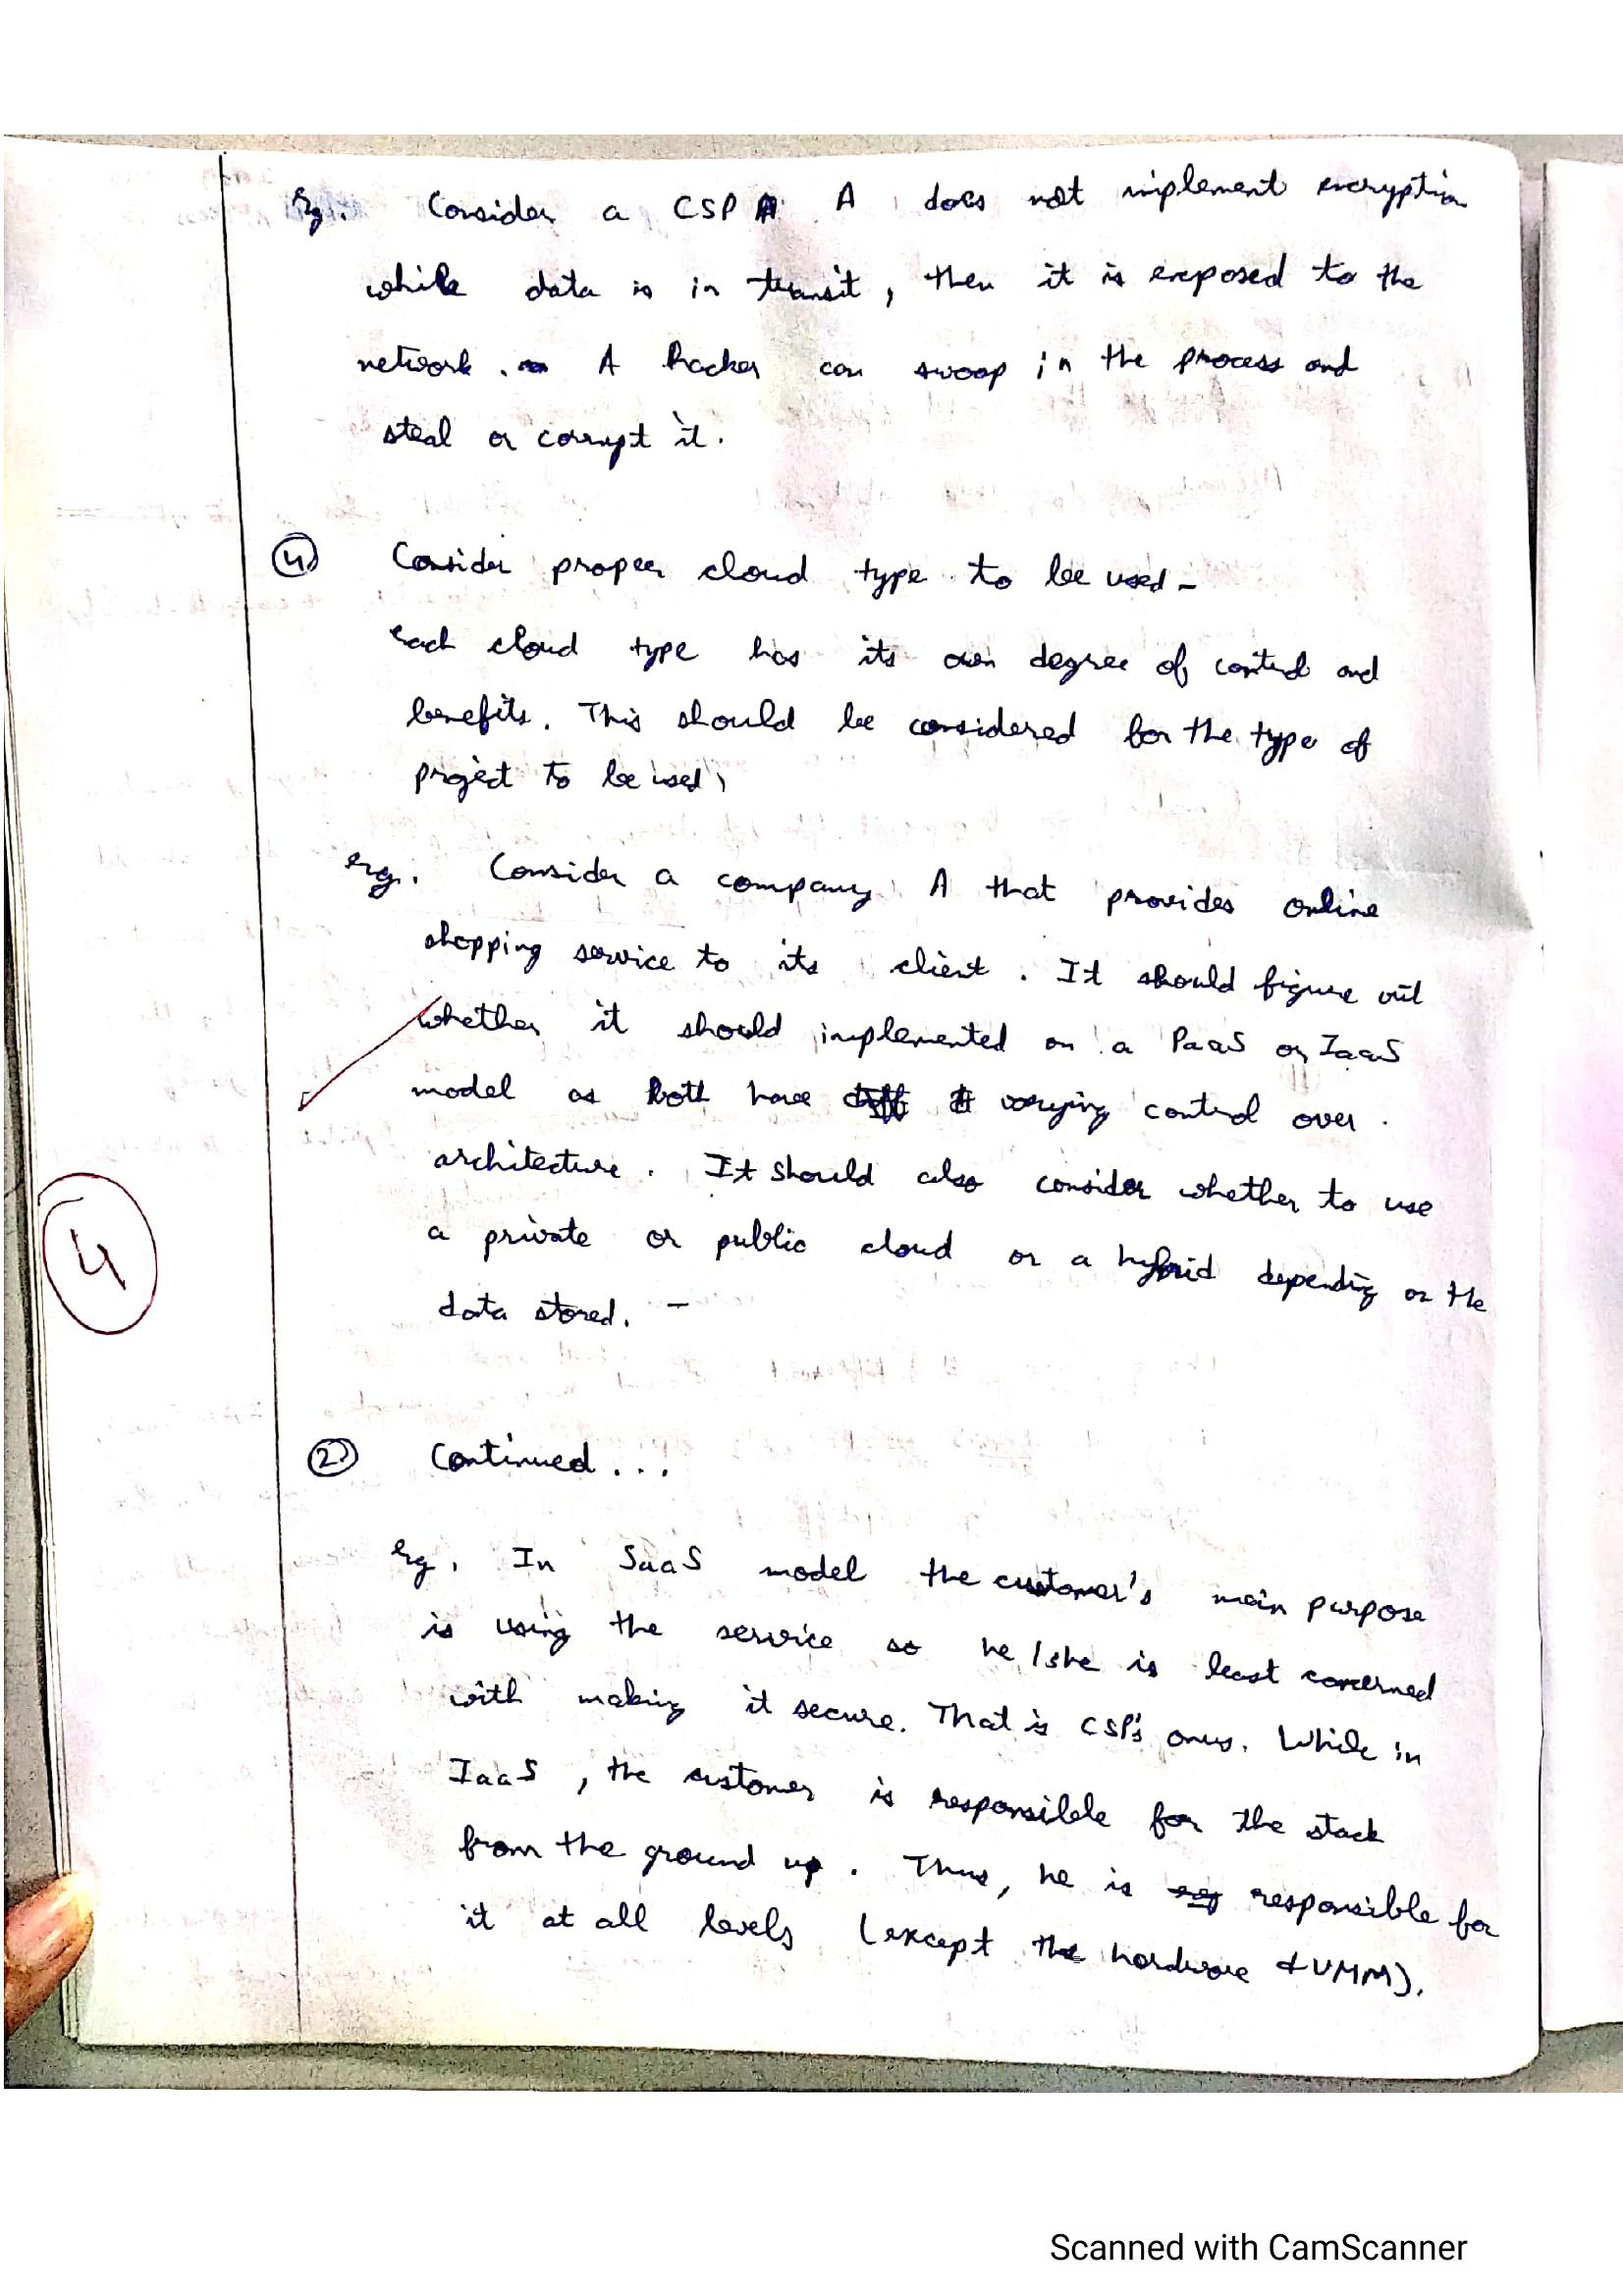 Eg. Consider a CSP A does not implement encryption
while data is in transit, then it is exposed to the
network. A hacker can swoop in the process and
steal or corrupt it.
4) Consider proper cloud type to be used -
each cloud type has its own degree of control and
benefits. This should be considered for the type of
project to be used,
eg. Consider a company A that provides online
shopping service to its client. It should figure out
whether it should implemented on a PaaS or IaaS
model as both have varying control over
architecture. It should also consider whether to use
4
a private or public cloud or a hybrid depending on the
data stored. -
2) Continued...
eg. In SaaS model the customer's main purpose
is using the service so he/she is least concerned
with making it secure. That is CSP's onus. While in
IaaS, the customer is responsible for the stack
from the ground up. Thus, he is responsible for
it at all levels (except the hardware & VMM).
Scanned with CamScanner